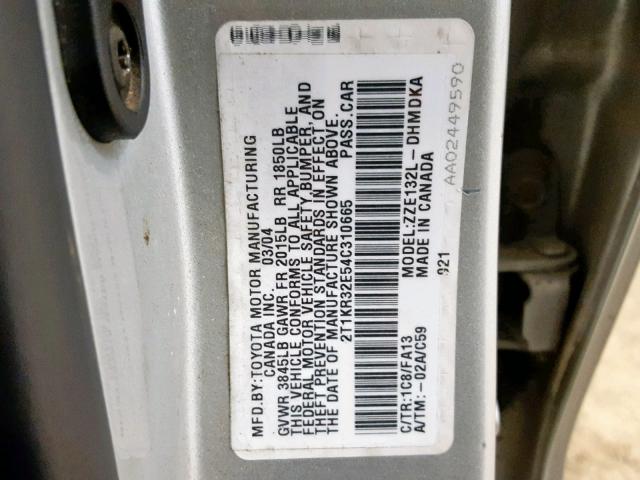 MFD.BY:TOYOTA MOTOR MANUFACTURING
CANADA INC. 03/04
GVWR 3845LB GAWR FR 2015LB RR 1850LB
THIS VEHICLE CONFORMS TO ALL APPLICABLE
FEDERAL MOTOR VEHICLE SAFETY BUMPER, AND
THEFT PREVENTION STANDARDS IN EFFECT ON
THE DATE OF MANUFACTURE SHOWN ABOVE.
2T1KR32E54C310665 PASS.CAR
C/TR:1C8/FA13 MODEL:ZZE132L-DHMDKA
A/TM:-02A/C59 MADE IN CANADA
921
AA02449590